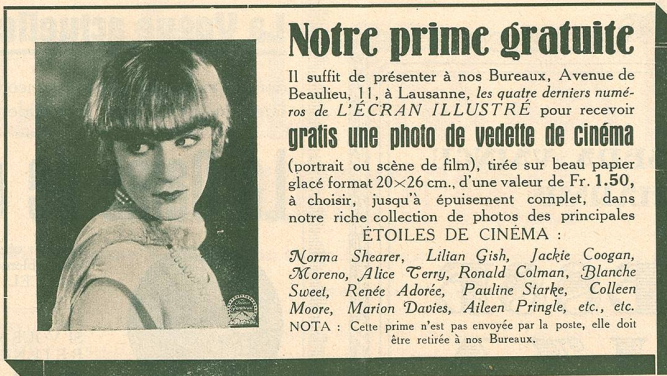 Notre prime gratuite
Il suffit de présenter à nos Bureaux, Avenue de
Beaulieu, 11, à Lausanne, les quatre derniers numé-
ros de L'ÉCRAN ILLUSTRÉ pour recevoir
gratis une photo de vedette de cinéma
(portrait ou scène de film), tirée sur beau papier
glacé format 20×26 cm., d'une valeur de Fr. 1.50,
à choisir, jusqu'à épuisement complet, dans
notre riche collection de photos des principales
ÉTOILES DE CINÉMA :
Norma Shearer, Lilian Gish, Jackie Coogan,
Moreno, Alice Terry, Ronald Colman, Blanche
Sweet, Renée Adorée, Pauline Starke, Colleen
Moore, Marion Davies, Aileen Pringle, etc., etc.
NOTA : Cette prime n'est pas envoyée par la poste, elle doit
être retirée à nos Bureaux.